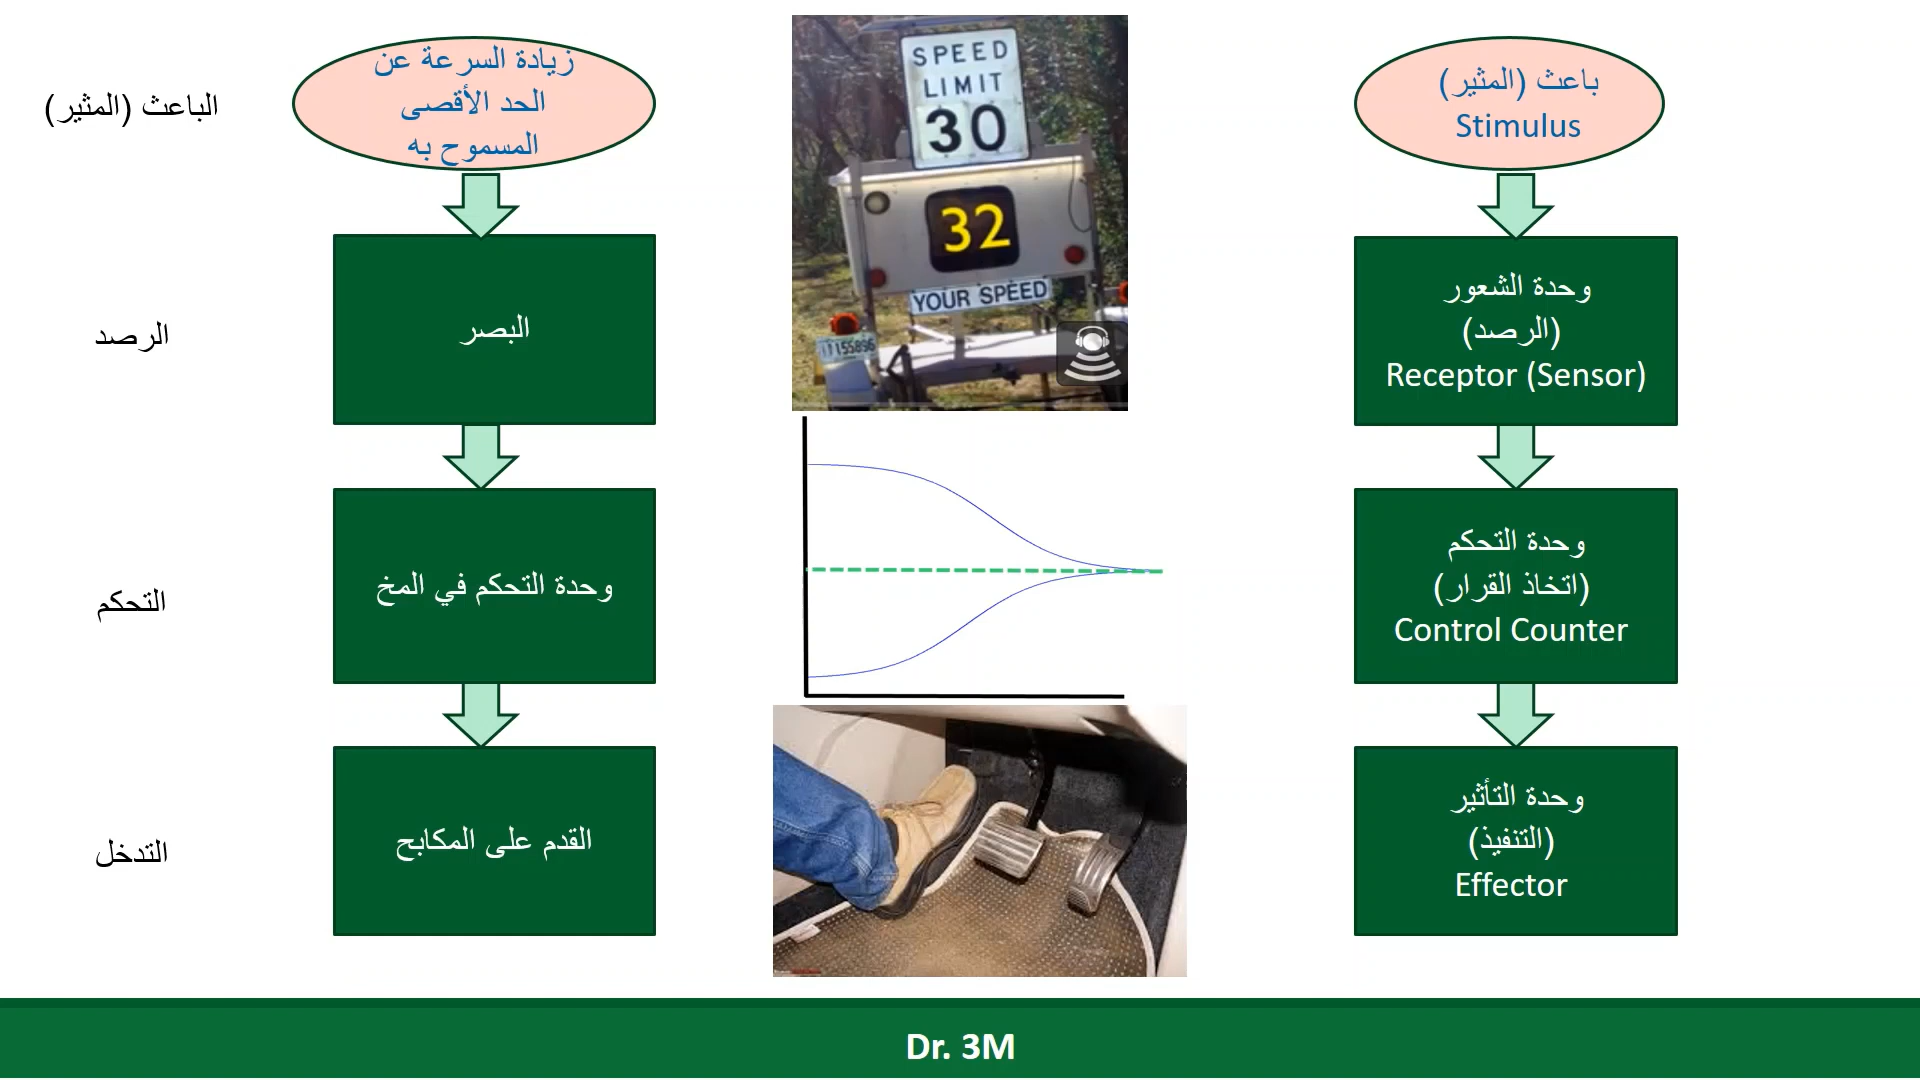 باعث (المثير)
Stimulus
وحدة الشعور
(الرصد)
Receptor (Sensor)
وحدة التحكم
(اتخاذ القرار)
Control Counter
وحدة التأثير
(التنفيذ)
Effector
SPEED
LIMIT
30
32
YOUR SPEED
زيادة السرعة عن
الحد الأقصى
المسموح به
البصر
وحدة التحكم في المخ
القدم على المكابح
الباعث (المثير)
الرصد
التحكم
التدخل
Dr. 3M